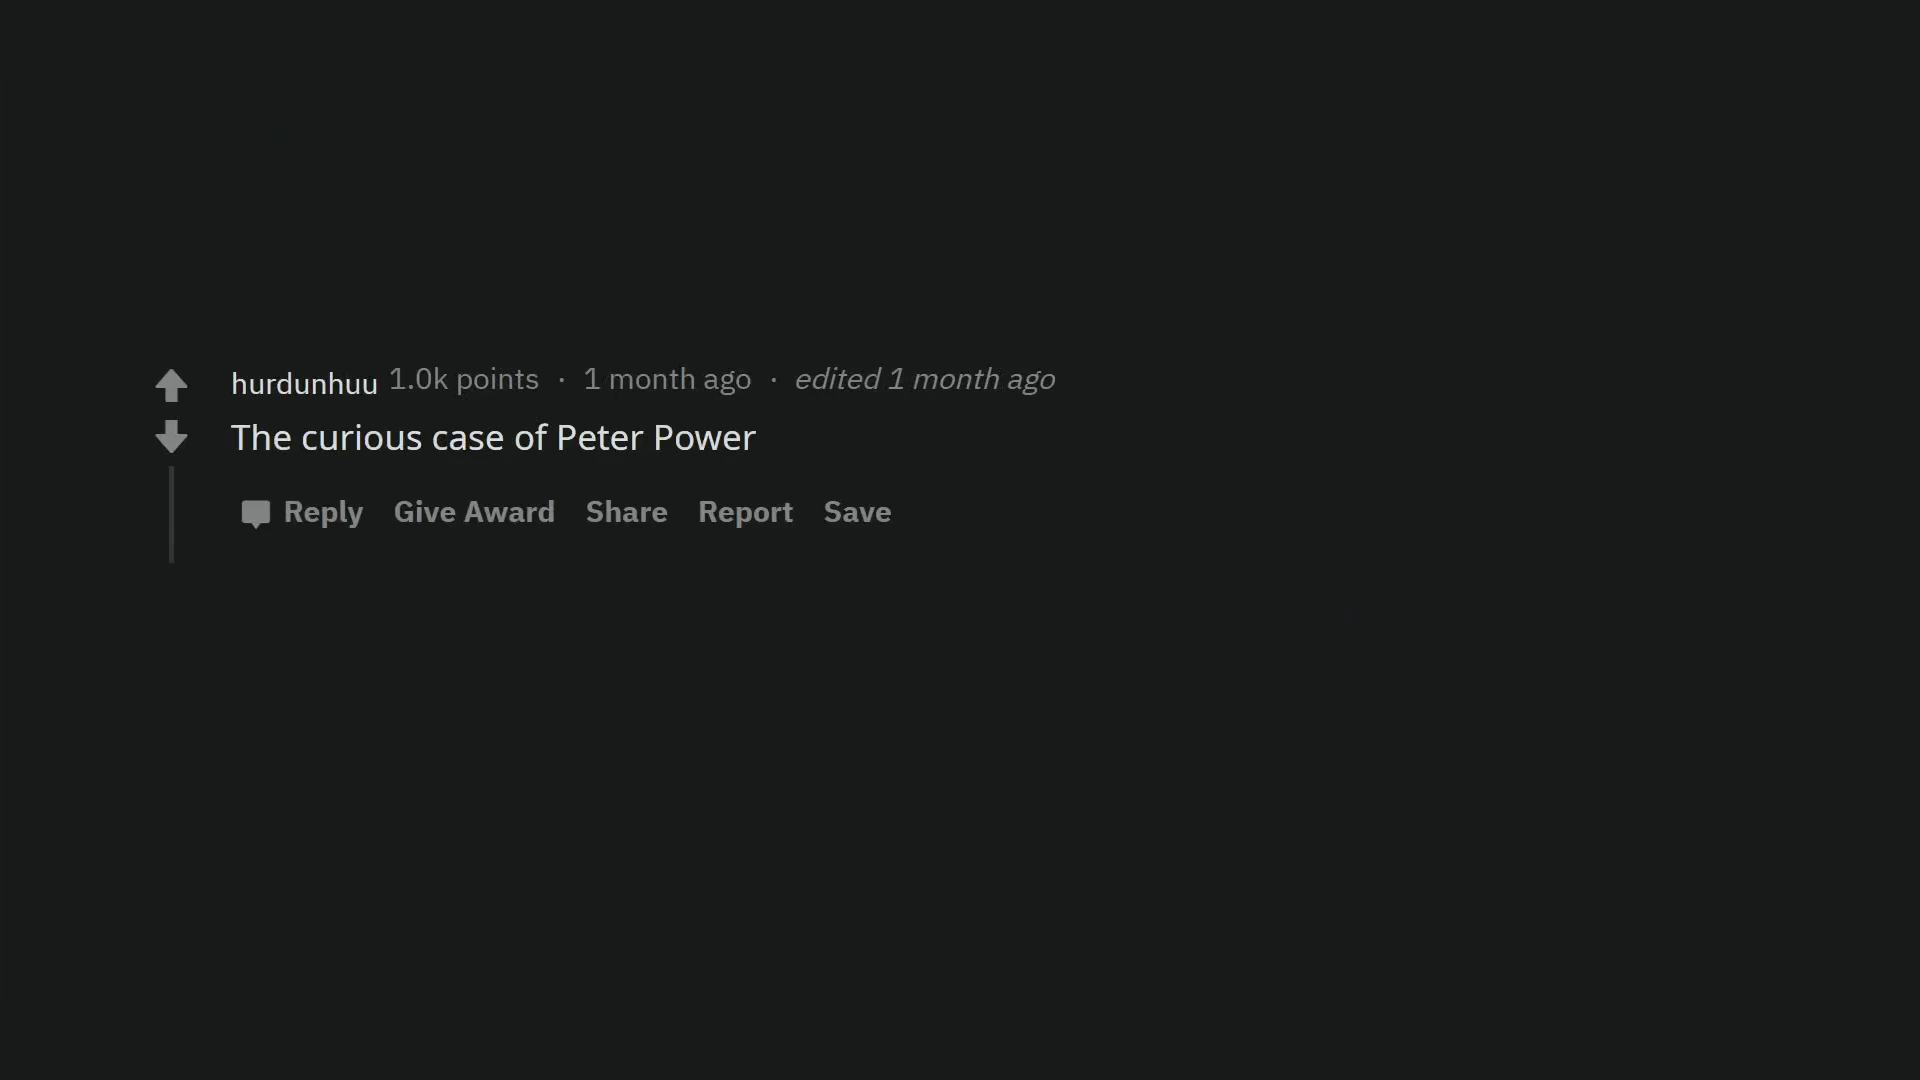 hurdunhuu 1.0k points · 1 month ago · edited 1 month ago
The curious case of Peter Power
Reply Give Award Share Report Save